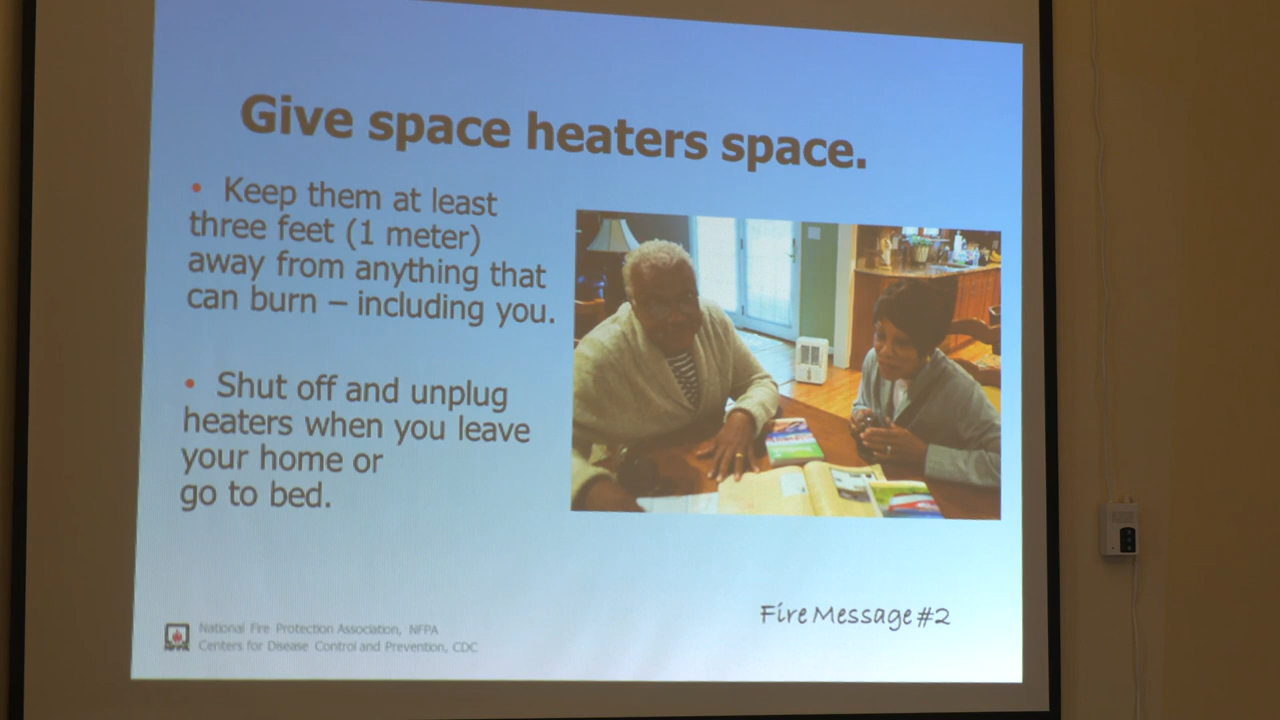 Give space heaters space.
• Keep them at least
three feet (1 meter)
away from anything that
can burn – including you.
• Shut off and unplug
heaters when you leave
your home or
go to bed.
Fire Message #2
NFPA
National Fire Protection Association, NFPA
Centers for Disease Control and Prevention, CDC